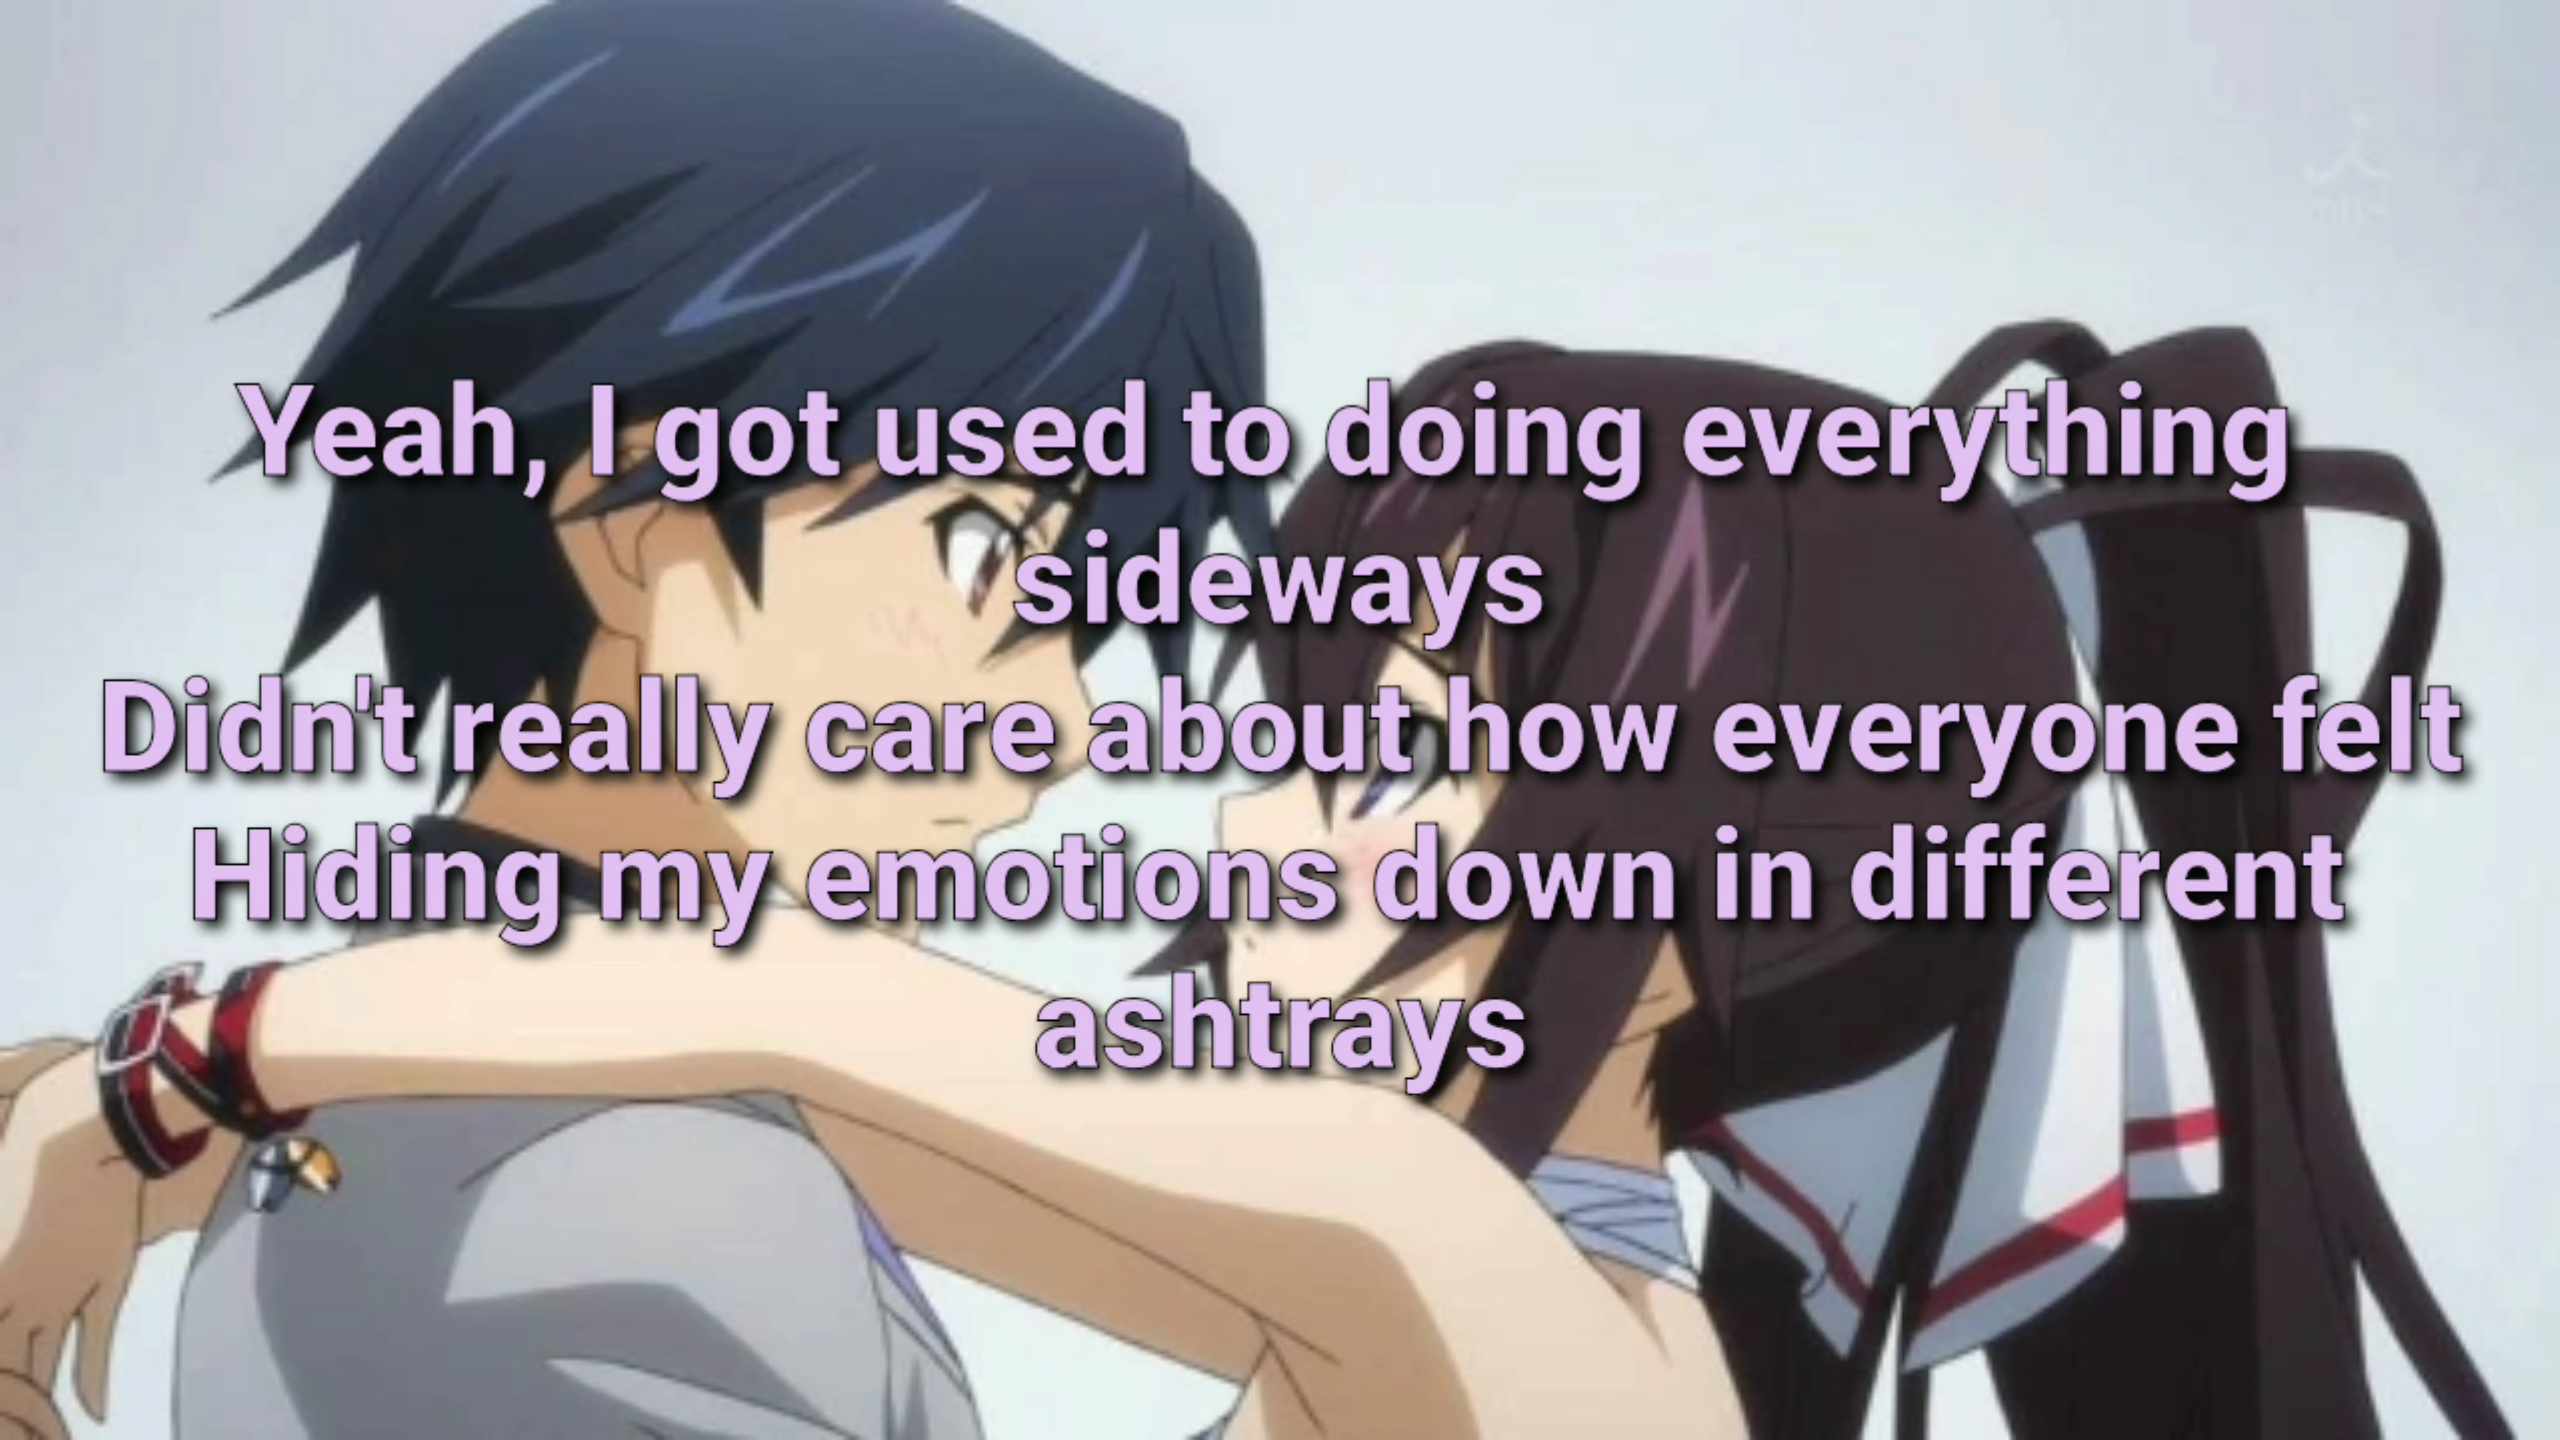 Yeah, I got used to doing everything
sideways
Didn't really care about how everyone felt
Hiding my emotions down in different
ashtrays